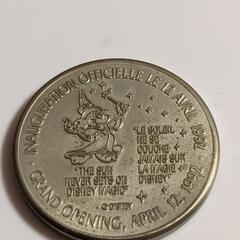 INAUGURATION OFFICIELLE LE 12 AVRIL 1992
"LE SOLEIL
NE SE
COUCHE
JAMAIS SUR
LA MAGIE
DISNEY"
"THE SUN
NEVER SETS ON
DISNEY MAGIC"
© DISNEY
GRAND OPENING, APRIL 12, 1992